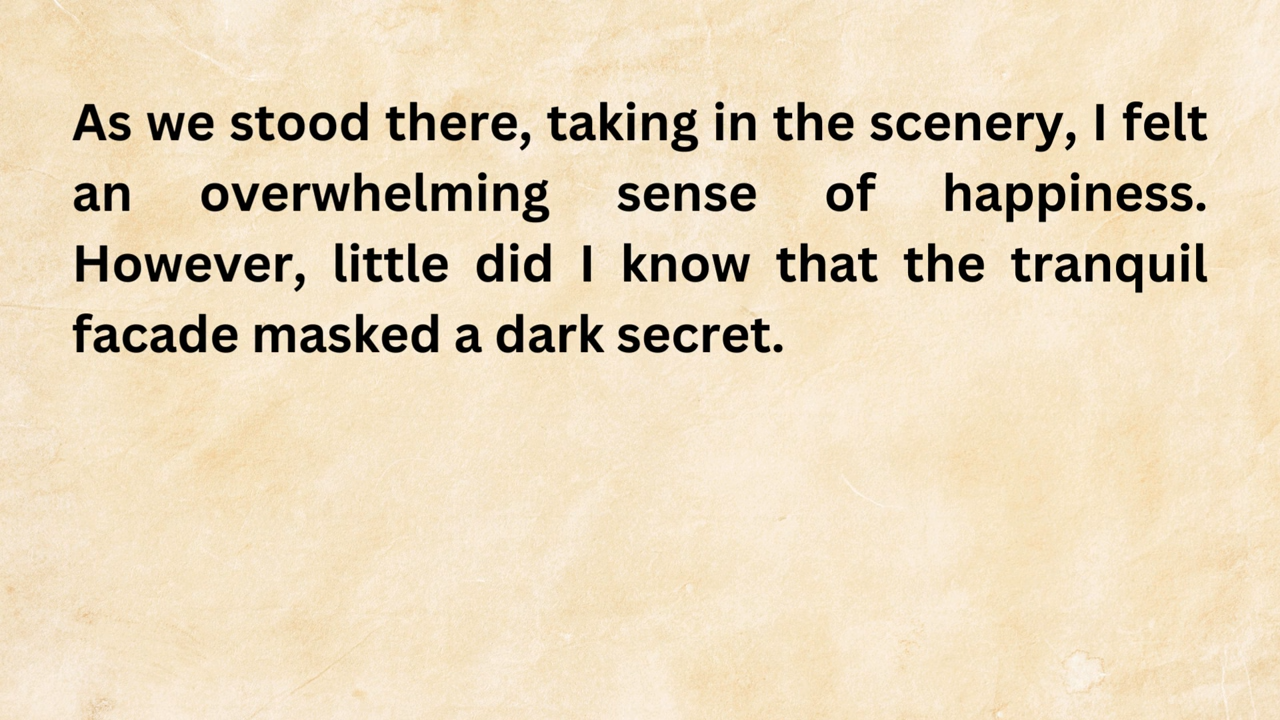 As we stood there, taking in the scenery, I felt
an overwhelming sense of happiness.
However, little did I know that the tranquil
facade masked a dark secret.